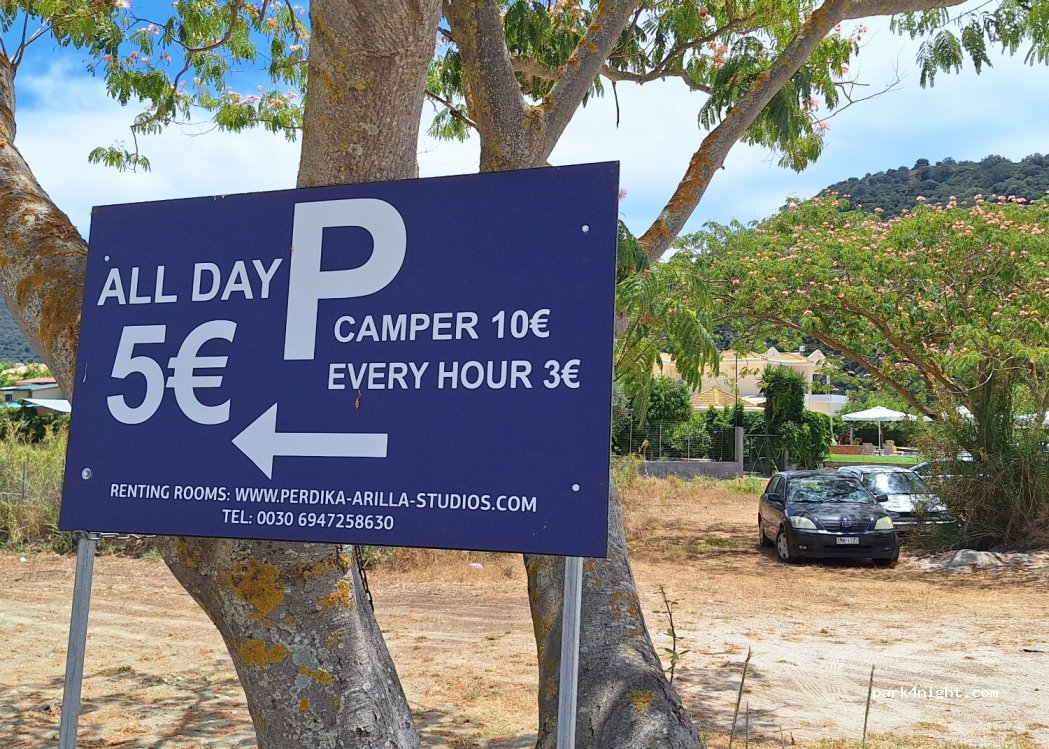 P
ALL DAY
5€
CAMPER 10€
EVERY HOUR 3€
RENTING ROOMS: WWW.PERDIKA-ARILLA-STUDIOS.COM
TEL: 0030 6947258630
park4night.com